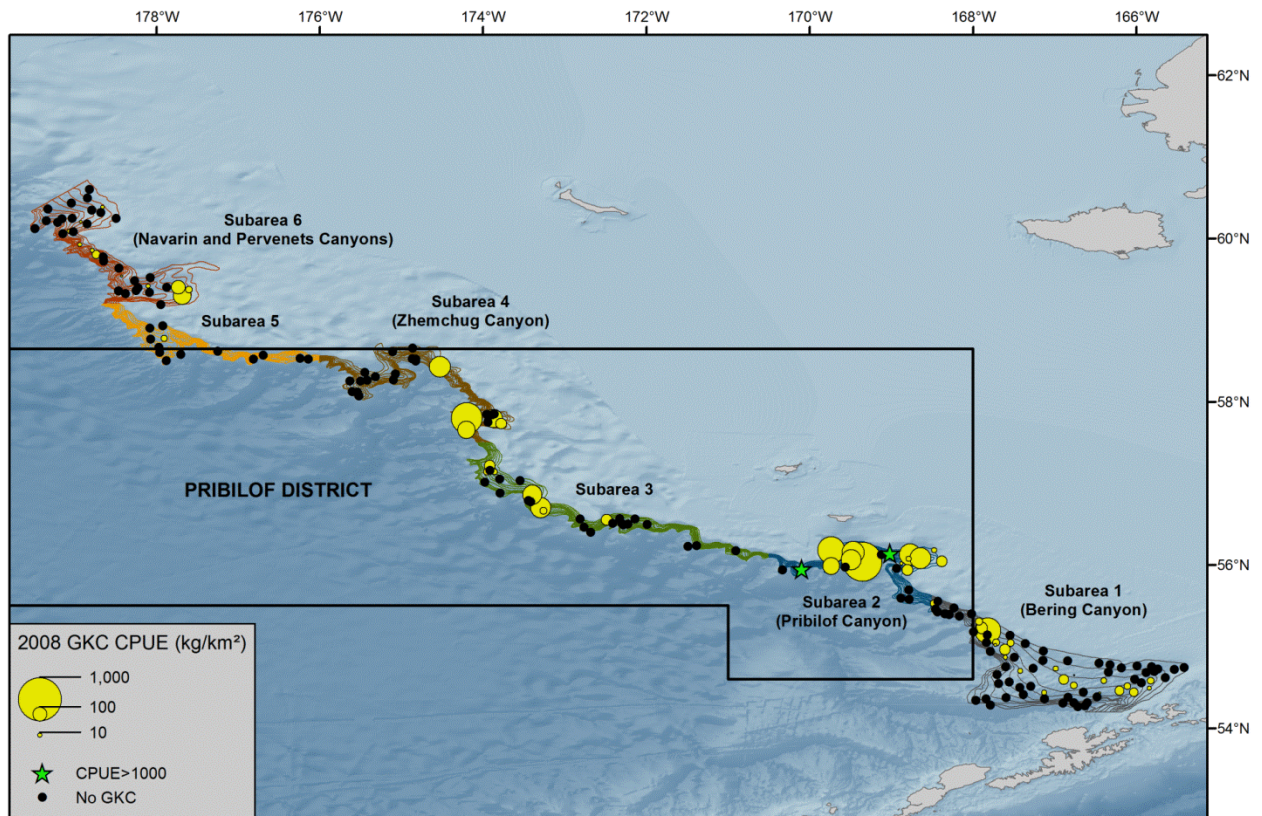 178°W 176°W 174°W 172°W 170°W 168°W 166°W
62°N
Subarea 6
(Navarin and Pervenets Canyons)
60°N
Subarea 4
(Zhemchug Canyon)
Subarea 5
58°N
PRIBILOF DISTRICT
Subarea 3
56°N
Subarea 2
(Pribilof Canyon)
Subarea 1
(Bering Canyon)
54°N
2008 GKC CPUE (kg/km²)
1,000
100
10
CPUE>1000
No GKC